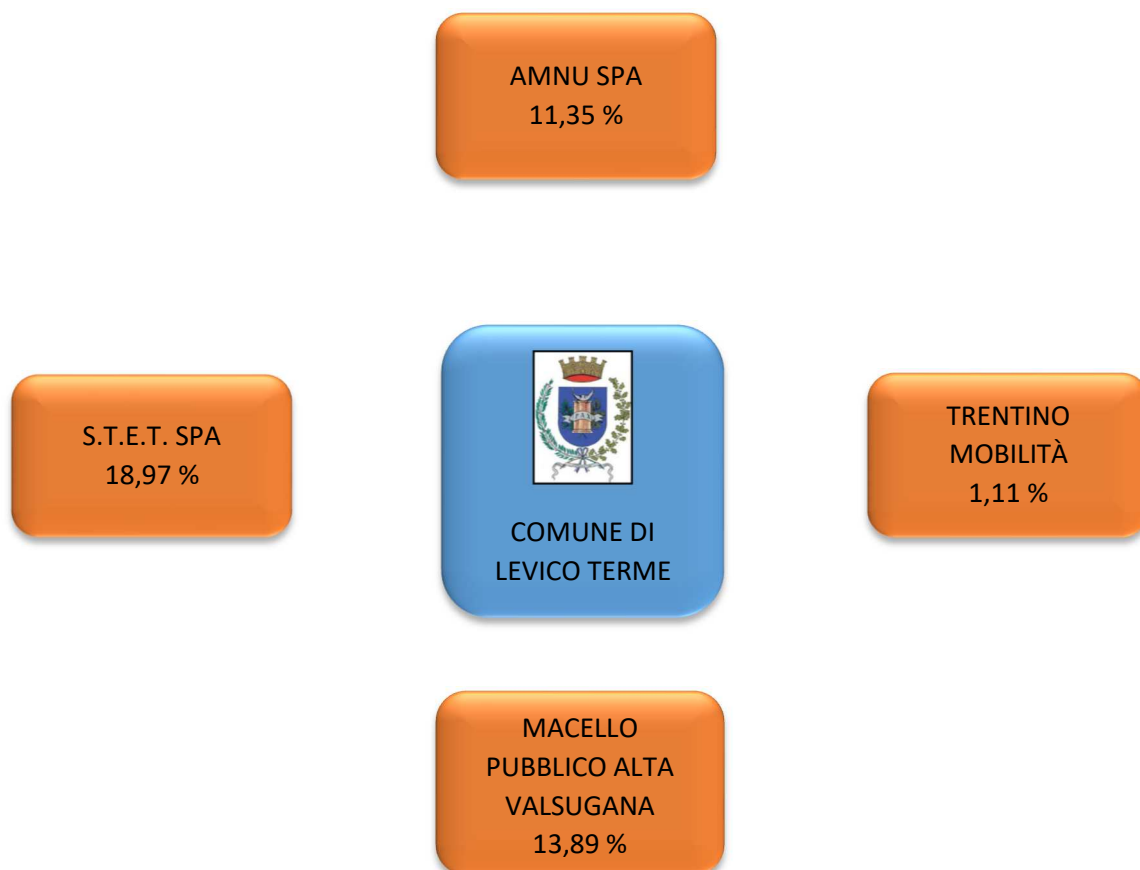 AMNU SPA
11,35 %
S.T.E.T. SPA
18,97 %
COMUNE DI
LEVICO TERME
TRENTINO
MOBILITÀ
1,11 %
MACELLO
PUBBLICO ALTA
VALSUGANA
13,89 %